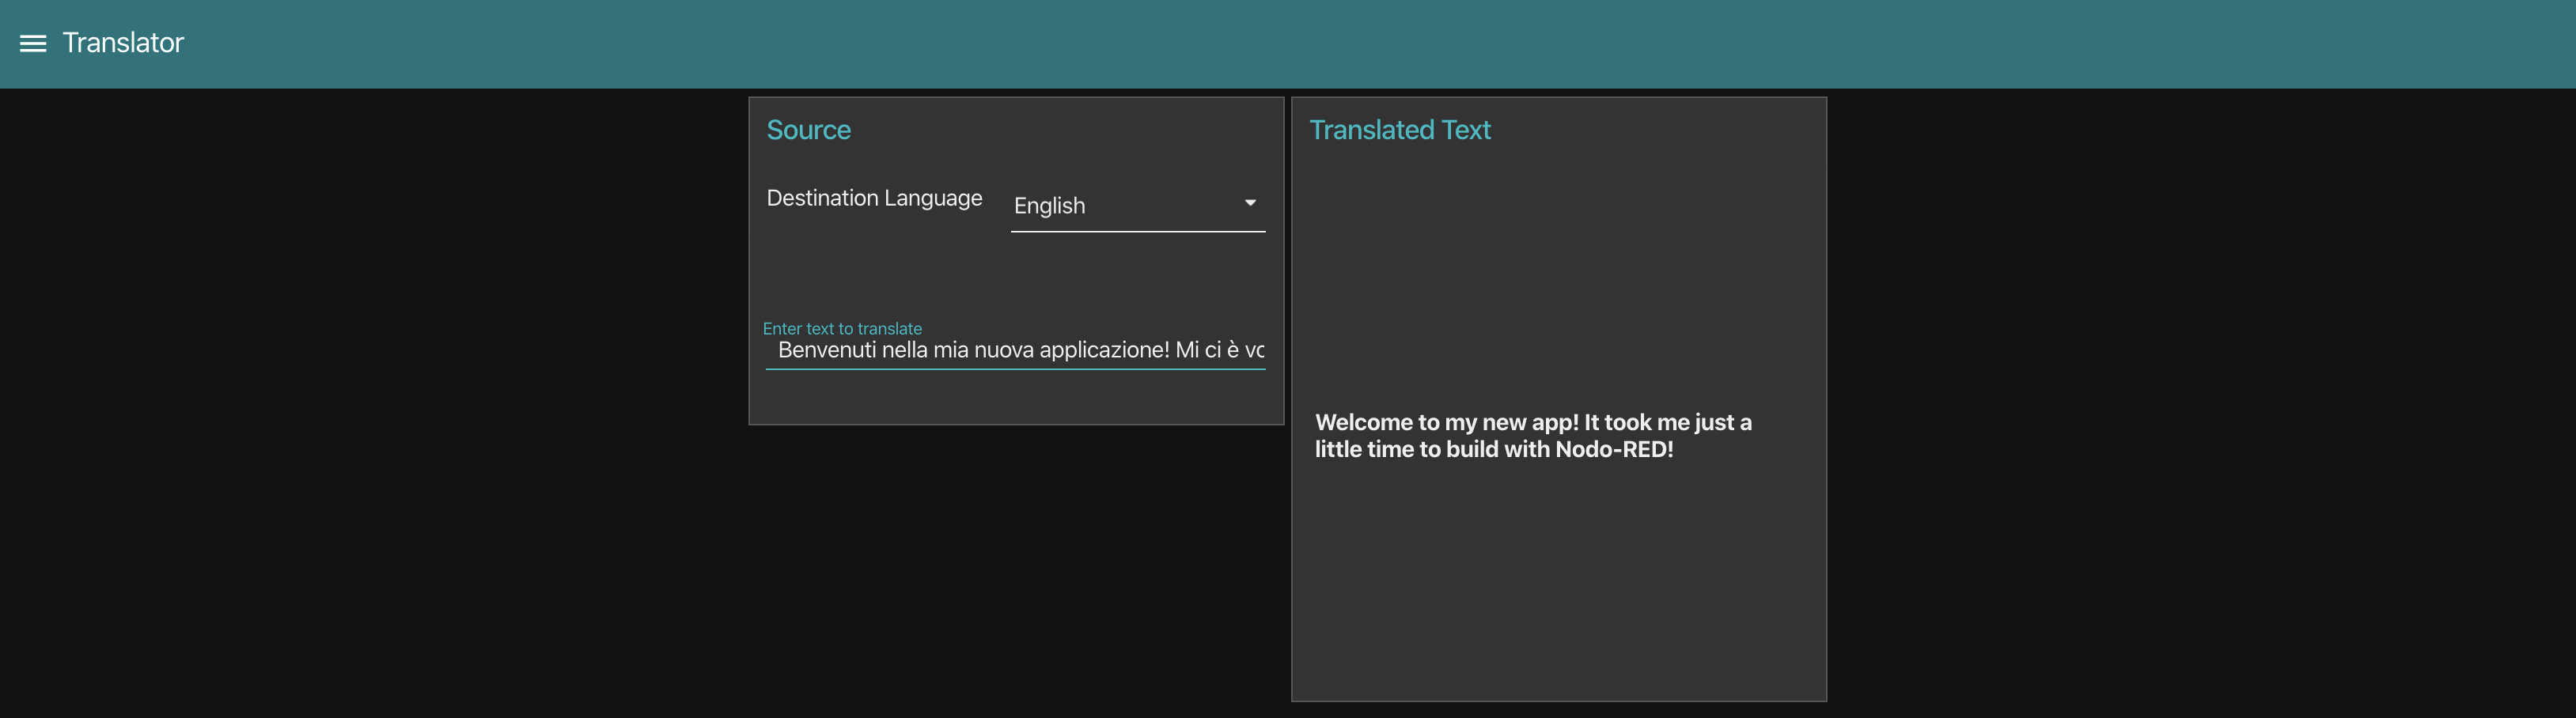 Translator
Source
Destination Language
English
Enter text to translate
Benvenuti nella mia nuova applicazione! Mi ci è
Translated Text
Welcome to my new app! It took me just a
little time to build with Nodo-RED!